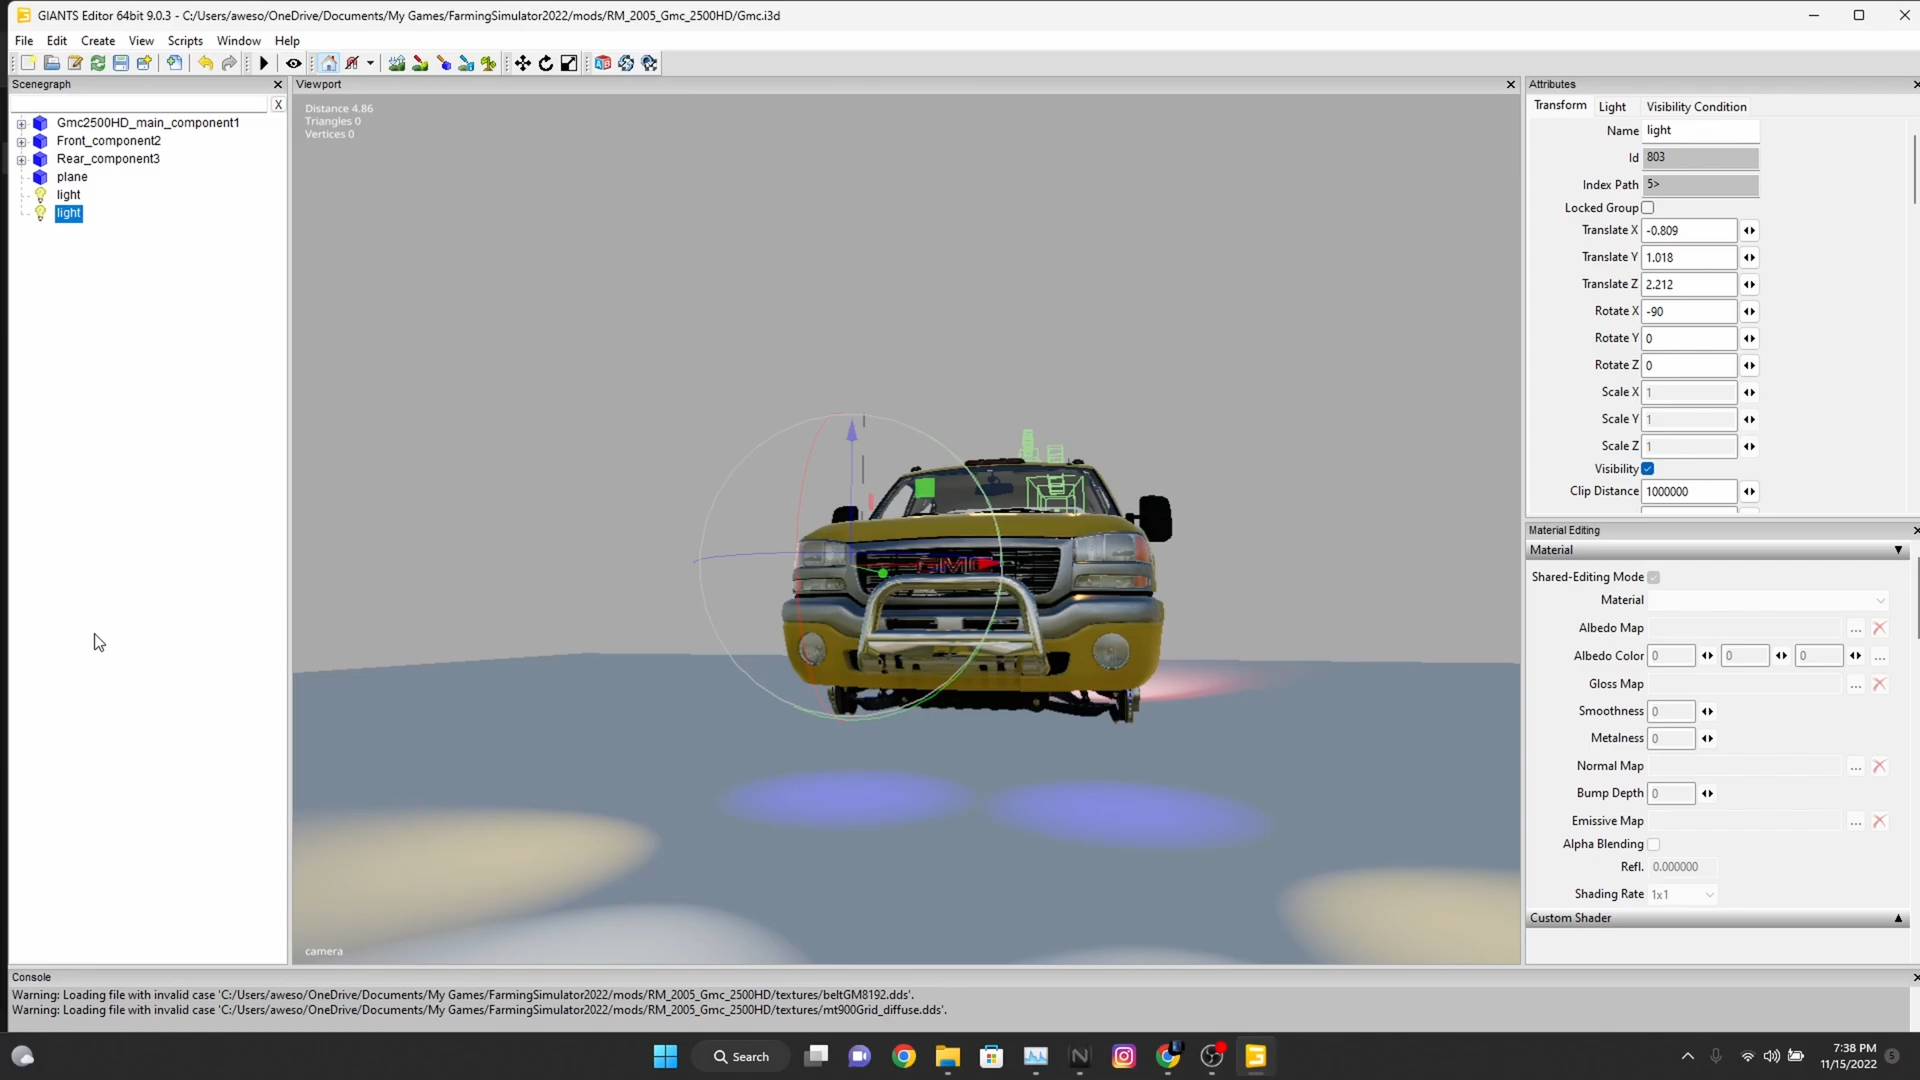 GIANTS Editor 64bit 9.0.3 - C:/Users/aweso/OneDrive/Documents/My Games/FarmingSimulator2022/mods/RM_2005_Gmc_2500HD/Gmc.i3d
File Edit Create View Scripts Window Help
Scenegraph
X
Gmc2500HD_main_component1
Front_component2
Rear_component3
plane
light
light
Viewport
Distance 4.86
Triangles 0
Vertices 0
GMC
camera
Attributes
Transform Light Visibility Condition
Name light
Id 803
Index Path 5>
Locked Group
Translate X -0.809
Translate Y 1.018
Translate Z 2.212
Rotate X -90
Rotate Y 0
Rotate Z 0
Scale X 1
Scale Y 1
Scale Z 1
Visibility
Clip Distance 1000000
Material Editing
Material
Shared-Editing Mode
Material
Albedo Map ...
Albedo Color 0 0 0 ...
Gloss Map ...
Smoothness 0
Metalness 0
Normal Map ...
Bump Depth 0
Emissive Map ...
Alpha Blending
Refl. 0.000000
Shading Rate 1x1
Custom Shader
Console
Warning: Loading file with invalid case 'C:/Users/aweso/OneDrive/Documents/My Games/FarmingSimulator2022/mods/RM_2005_Gmc_2500HD/textures/beltGM8192.dds'.
Warning: Loading file with invalid case 'C:/Users/aweso/OneDrive/Documents/My Games/FarmingSimulator2022/mods/RM_2005_Gmc_2500HD/textures/mt900Grid_diffuse.dds'.
Search
7:38 PM
11/15/2022
5